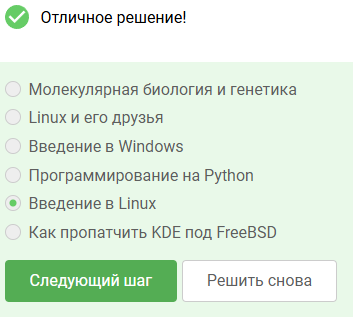 Отличное решение!
Молекулярная биология и генетика
Linux и его друзья
Введение в Windows
Программирование на Python
Введение в Linux
Как пропатчить KDE под FreeBSD
Следующий шаг
Решить снова